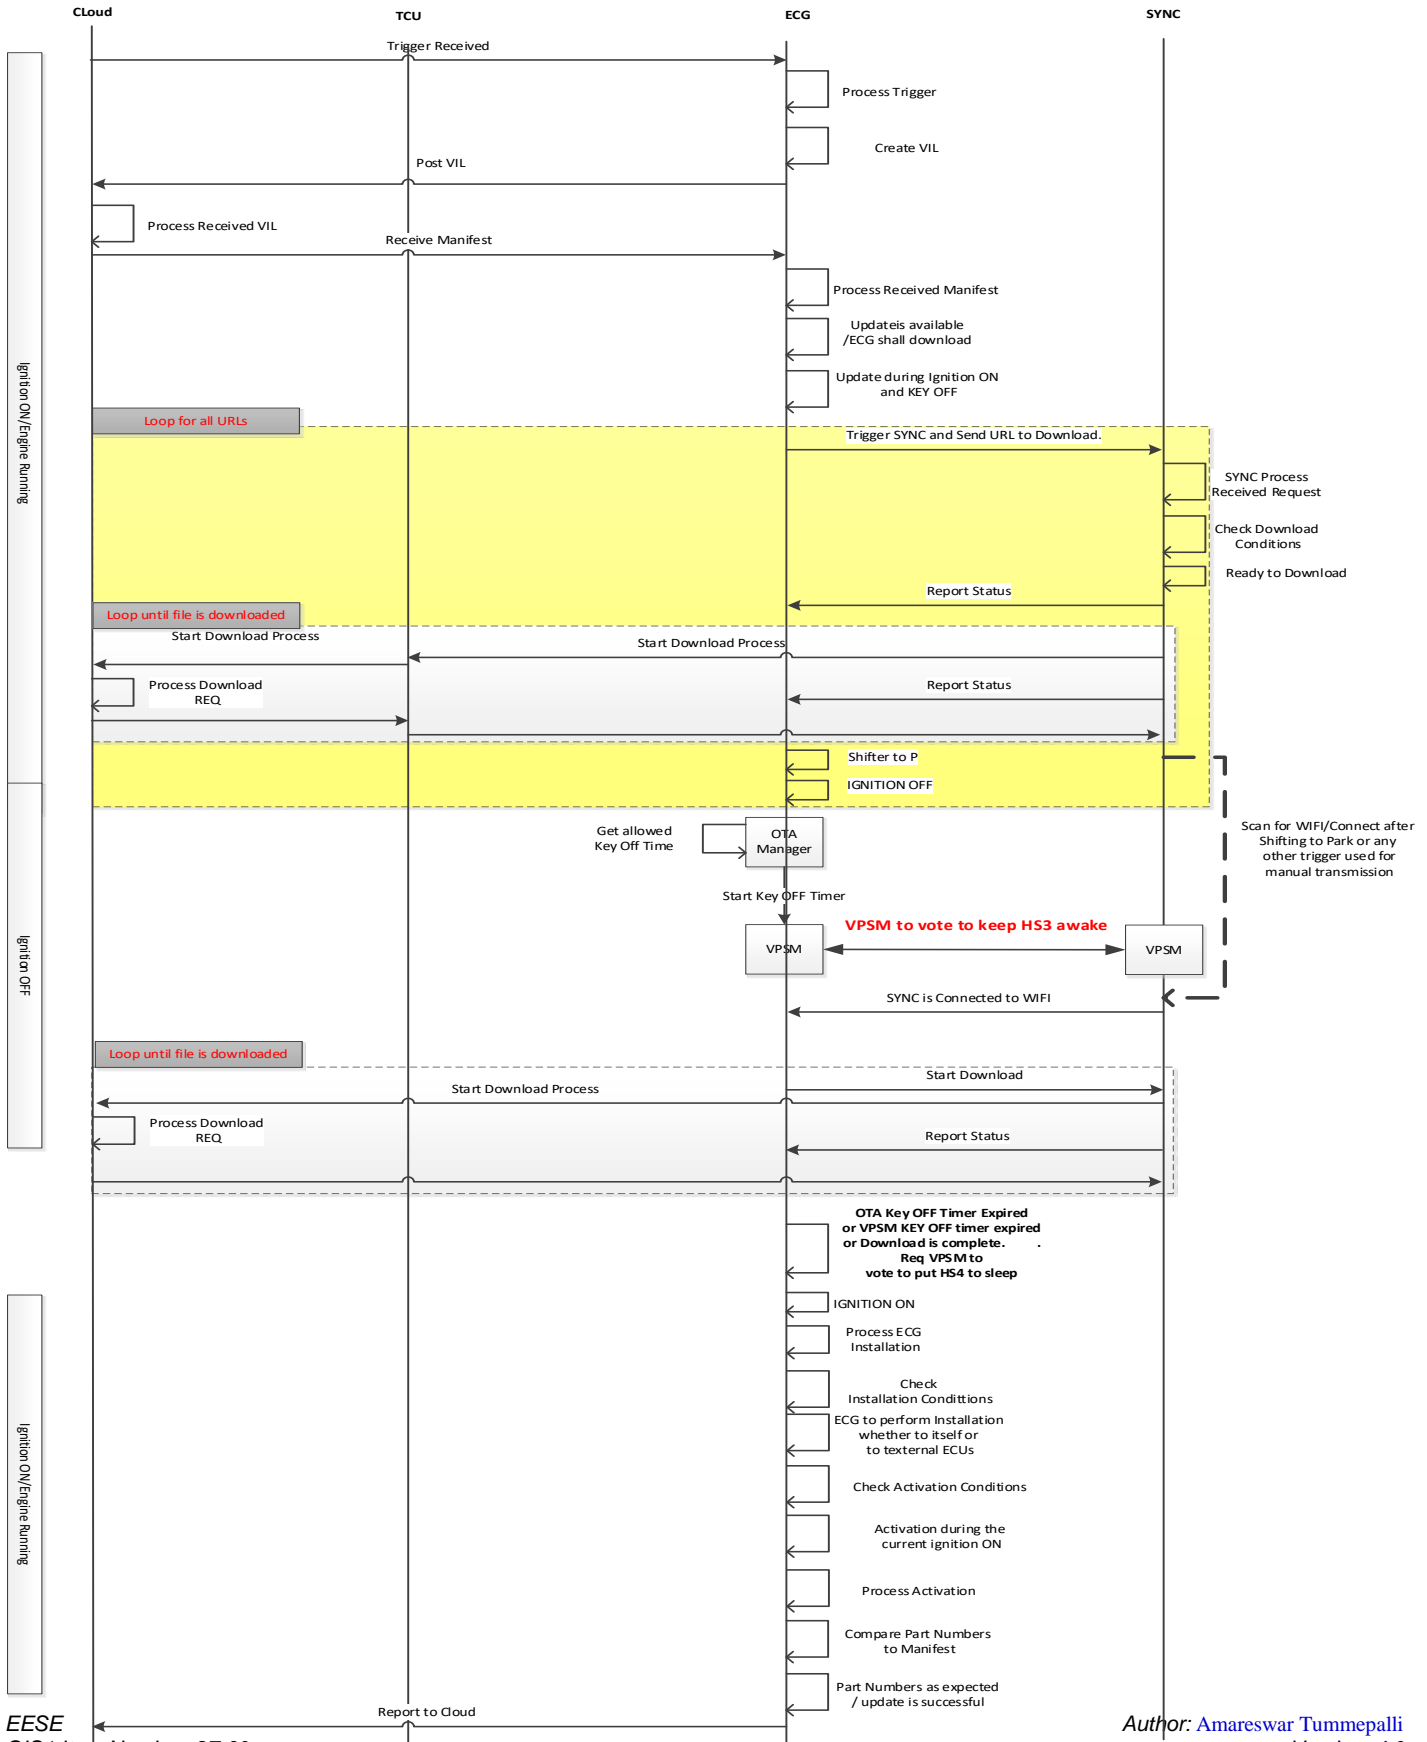 CLoud
TCU
ECG
SYNC
Trigger Received
Process Trigger
Create VIL
Post VIL
Process Received VIL
Receive Manifest
Process Received Manifest
Updateis available
/ECG shall download
Update during Ignition ON
and KEY OFF
Ignition ON/Engine Running
Loop for all URLs
Trigger SYNC and Send URL to Download.
SYNC Process
Received Request
Check Download
Conditions
Ready to Download
Report Status
Loop until file is downloaded
Start Download Process
Start Download Process
Process Download
REQ
Report Status
Shifter to P
IGNITION OFF
Get allowed
Key Off Time
OTA
Manager
Scan for WIFI/Connect after
Shifting to Park or any
other trigger used for
manual transmission
Start Key OFF Timer
VPSM to vote to keep HS3 awake
VPSM
VPSM
Ignition OFF
SYNC is Connected to WIFI
Loop until file is downloaded
Start Download
Start Download Process
Process Download
REQ
Report Status
OTA Key OFF Timer Expired
or VPSM KEY OFF timer expired
or Download is complete. .
Req VPSM to
vote to put HS4 to sleep
IGNITION ON
Process ECG
Installation
Check
Installation Condittions
ECG to perform Installation
whether to itself or
to texternal ECUs
Ignition ON/Engine Running
Check Activation Conditions
Activation during the
current ignition ON
Process Activation
Compare Part Numbers
to Manifest
Part Numbers as expected
/ update is successful
Report to Cloud
EESE
Author: Amareswar Tummepalli